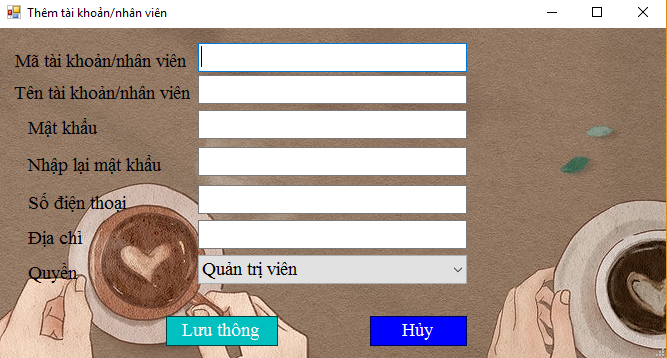 Thêm tài khoản/nhân viên
Mã tài khoản/nhân viên
Tên tài khoản/nhân viên
Mật khẩu
Nhập lại mật khẩu
Số điện thoại
Địa chỉ
Quyền Quản trị viên
Lưu thông Hủy